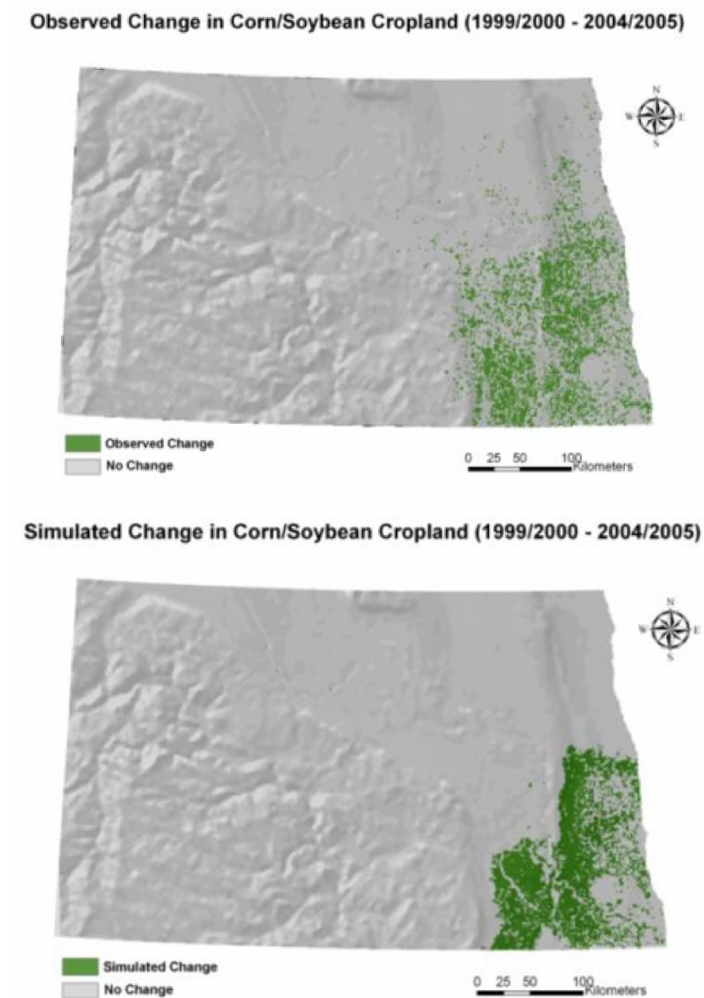 Observed Change in Corn/Soybean Cropland (1999/2000 - 2004/2005)
N
W E
S
Observed Change
No Change
0 25 50 100
Kilometers
Simulated Change in Corn/Soybean Cropland (1999/2000 - 2004/2005)
N
W E
S
Simulated Change
No Change
0 25 50 100
Kilometers